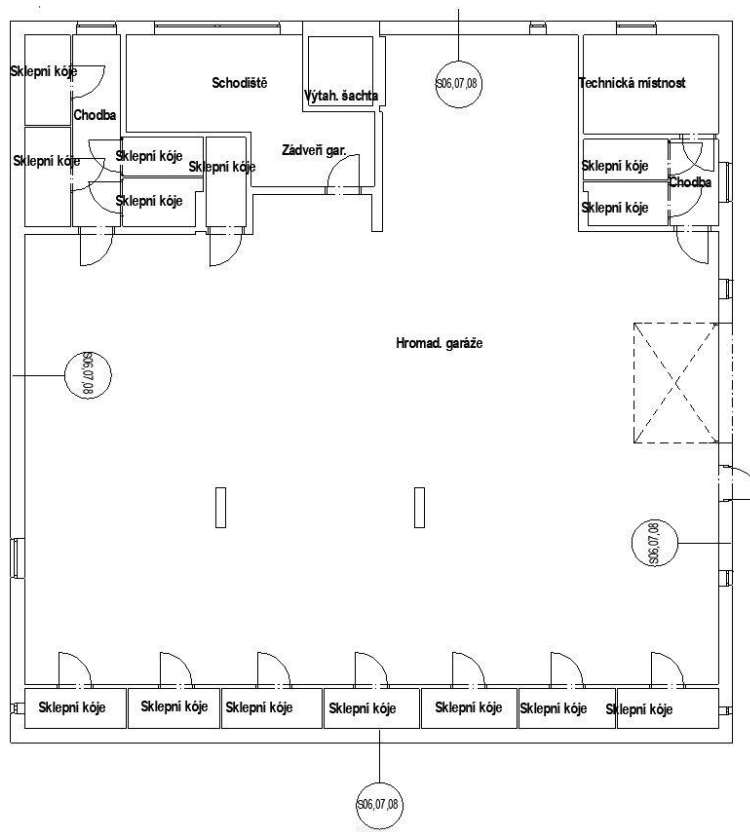 Sklepní kóje
Schodiště
Výtah. šachta
S06,07,08
Technická místnost
Chodba
Zádveří gar.
Sklepní kóje
Sklepní kóje
Sklepní kóje
Sklepní kóje
Sklepní kóje
Chodba
Sklepní kóje
Sklepní kóje
Hromad. garáže
S06,07,08
S06,07,08
Sklepní kóje
Sklepní kóje
Sklepní kóje
Sklepní kóje
Sklepní kóje
Sklepní kóje
Sklepní kóje
S06,07,08